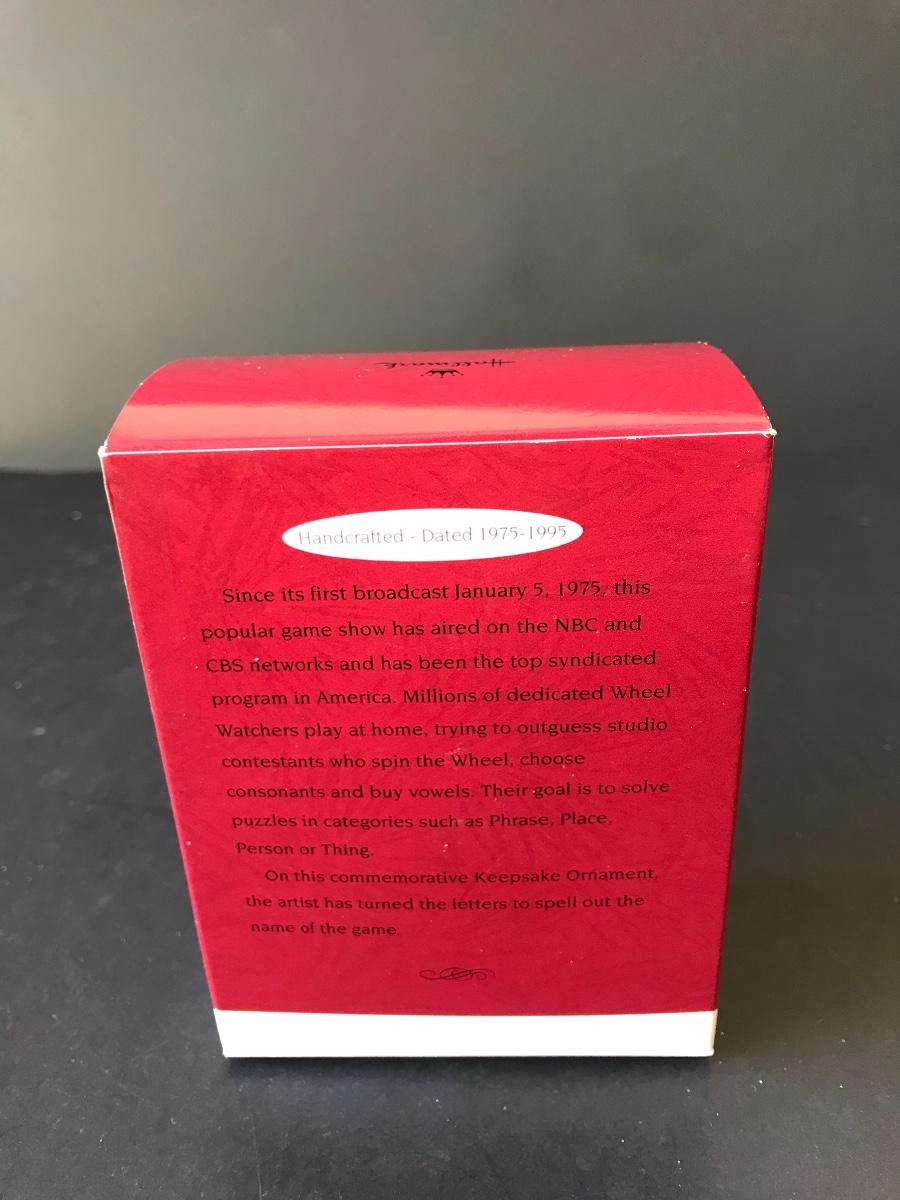 Hallmark
Handcrafted - Dated 1975-1995
Since its first broadcast January 5, 1975, this
popular game show has aired on the NBC and
CBS networks and has been the top syndicated
program in America. Millions of dedicated Wheel
Watchers play at home, trying to outguess studio
contestants who spin the Wheel, choose
consonants and buy vowels. Their goal is to solve
puzzles in categories such as Phrase, Place,
Person or Thing.
On this commemorative Keepsake Ornament,
the artist has turned the letters to spell out the
name of the game.